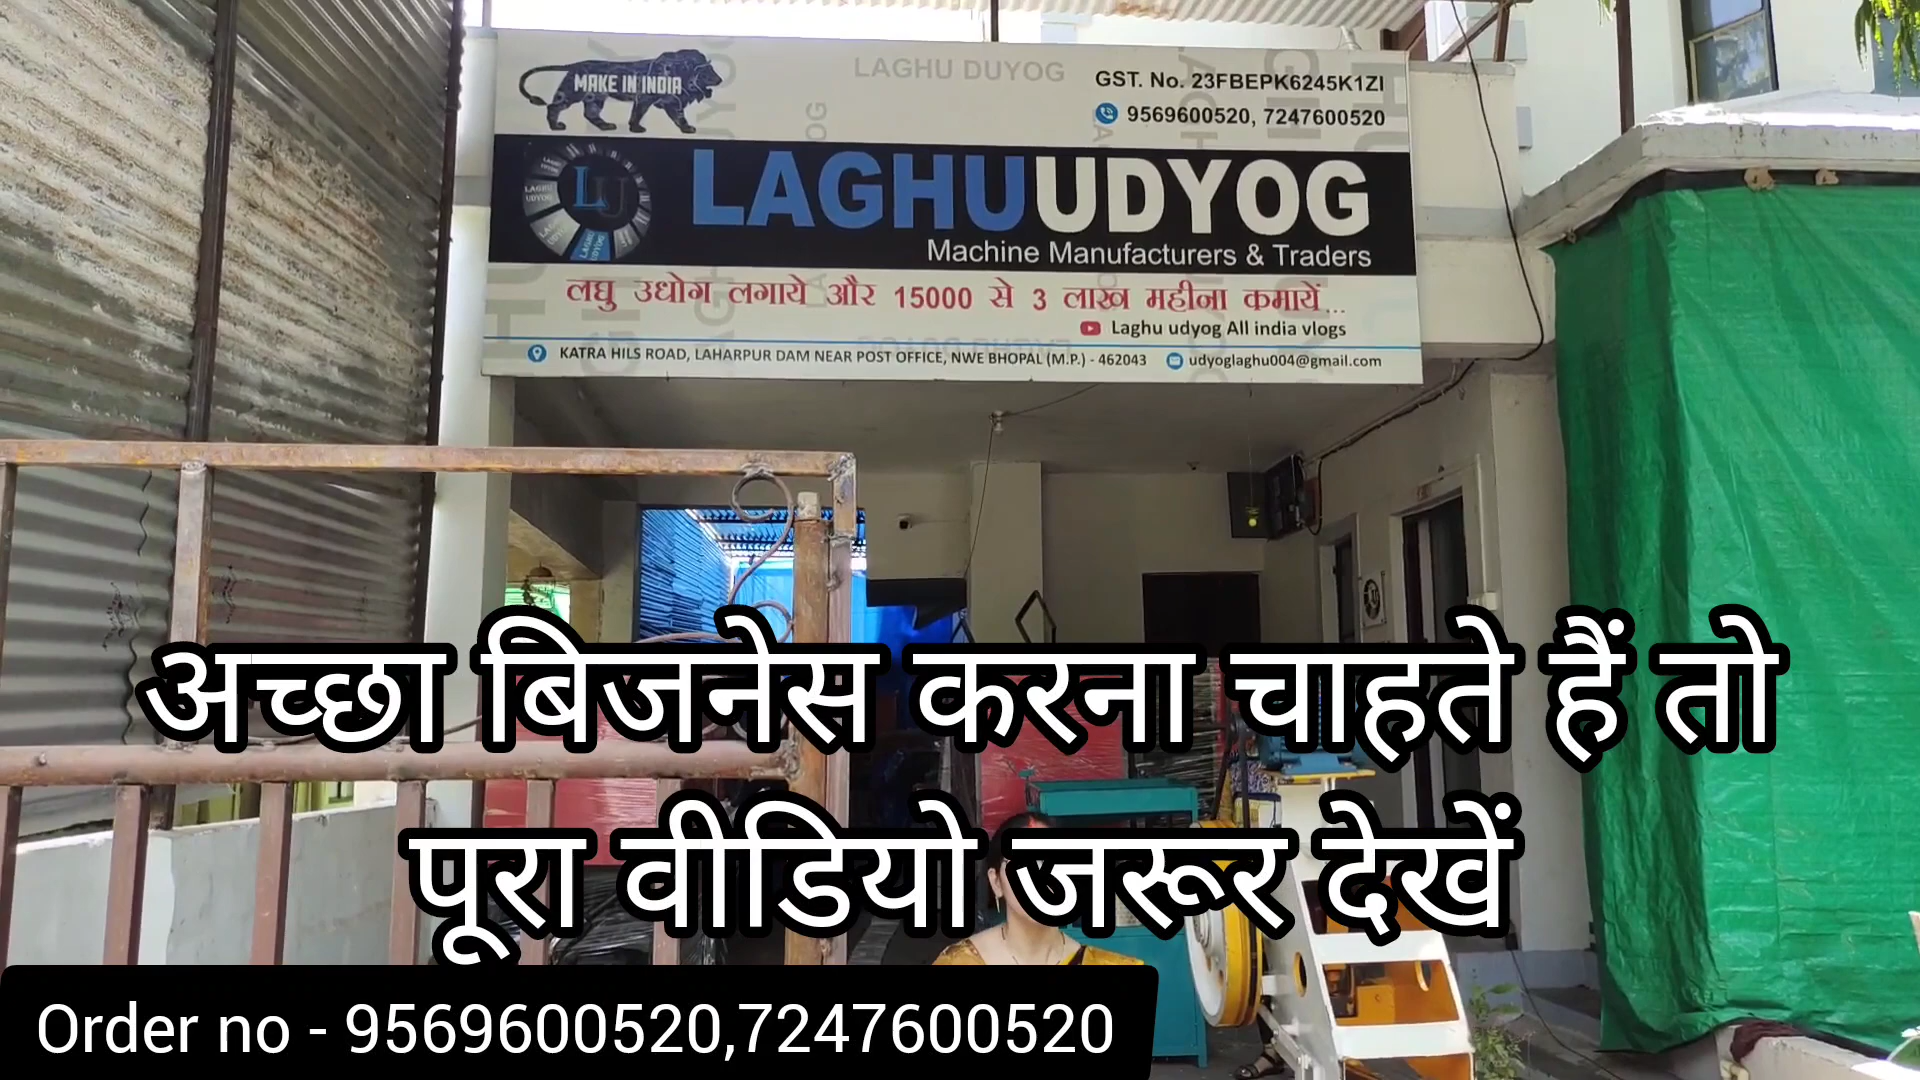 MAKE IN INDIA
LAGHU DUYOG
GST. No. 23FBEPK6245K1ZI
9569600520, 7247600520
LU
LAGHUUDYOG
Machine Manufacturers & Traders
लघु उधोग लगाये और 15000 से 3 लाख महीना कमायें...
Laghu udyog All india vlogs
KATRA HILS ROAD, LAHARPUR DAM NEAR POST OFFICE, NWE BHOPAL (M.P.) - 462043
udyoglaghu004@gmail.com
अच्छा बिजनेस करना चाहते हैं तो
पूरा वीडियो जरूर देखें
Order no - 9569600520,7247600520